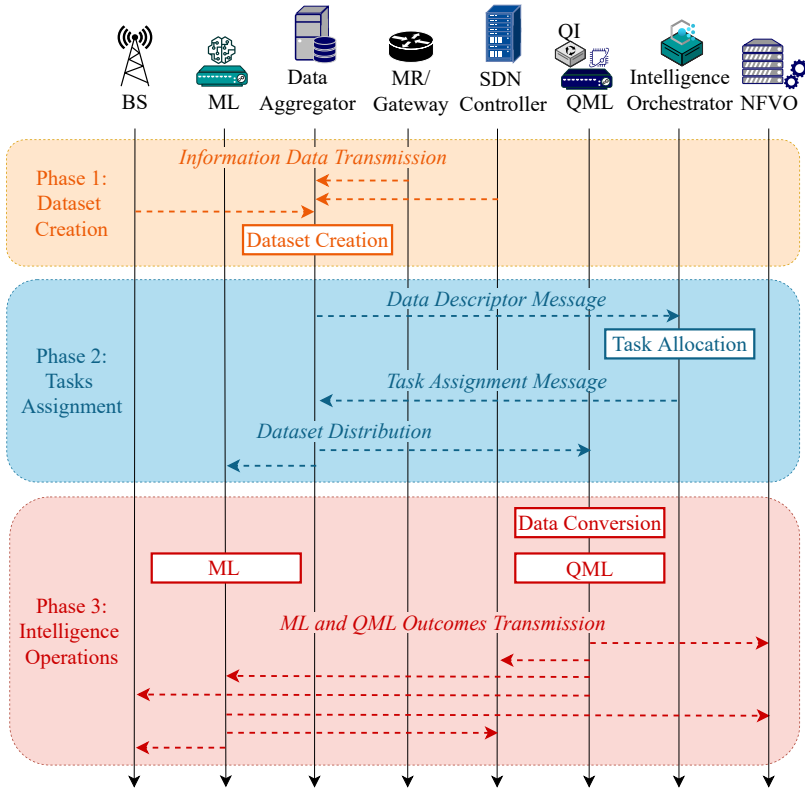 BS
ML
Data
Aggregator
MR/
Gateway
SDN
Controller
QI
QML
Intelligence
Orchestrator
NFVO
Phase 1:
Dataset
Creation
Information Data Transmission
Dataset Creation
Phase 2:
Tasks
Assignment
Data Descriptor Message
Task Allocation
Task Assignment Message
Dataset Distribution
Phase 3:
Intelligence
Operations
Data Conversion
ML
QML
ML and QML Outcomes Transmission